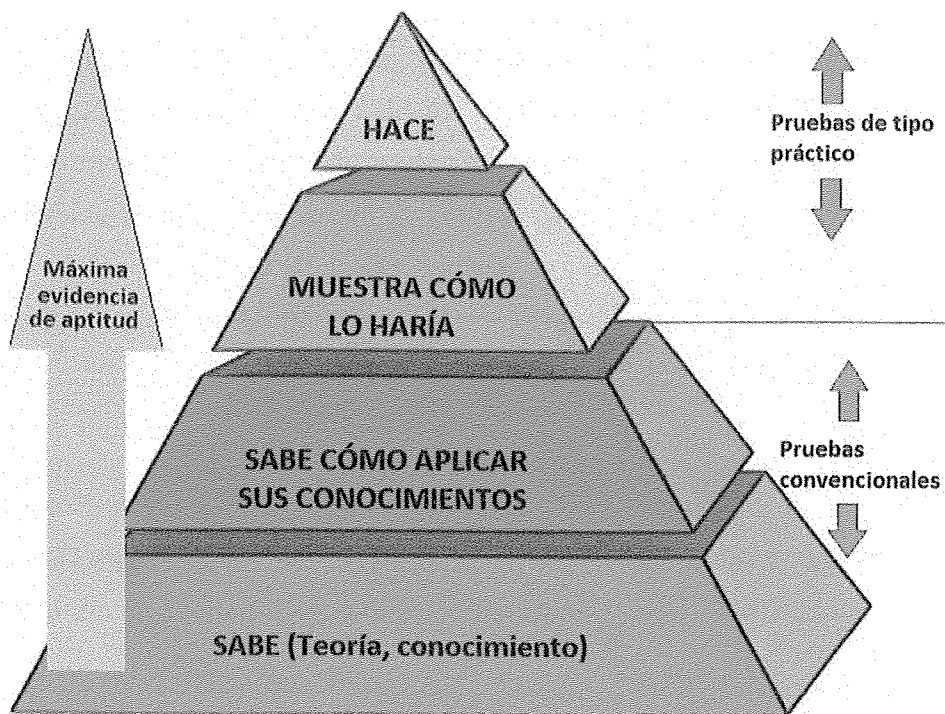 HACE
Pruebas de tipo
práctico
Máxima
evidencia
de aptitud
MUESTRA CÓMO
LO HARÍA
SABE CÓMO APLICAR
SUS CONOCIMIENTOS
Pruebas
convencionales
SABE (Teoría, conocimiento)